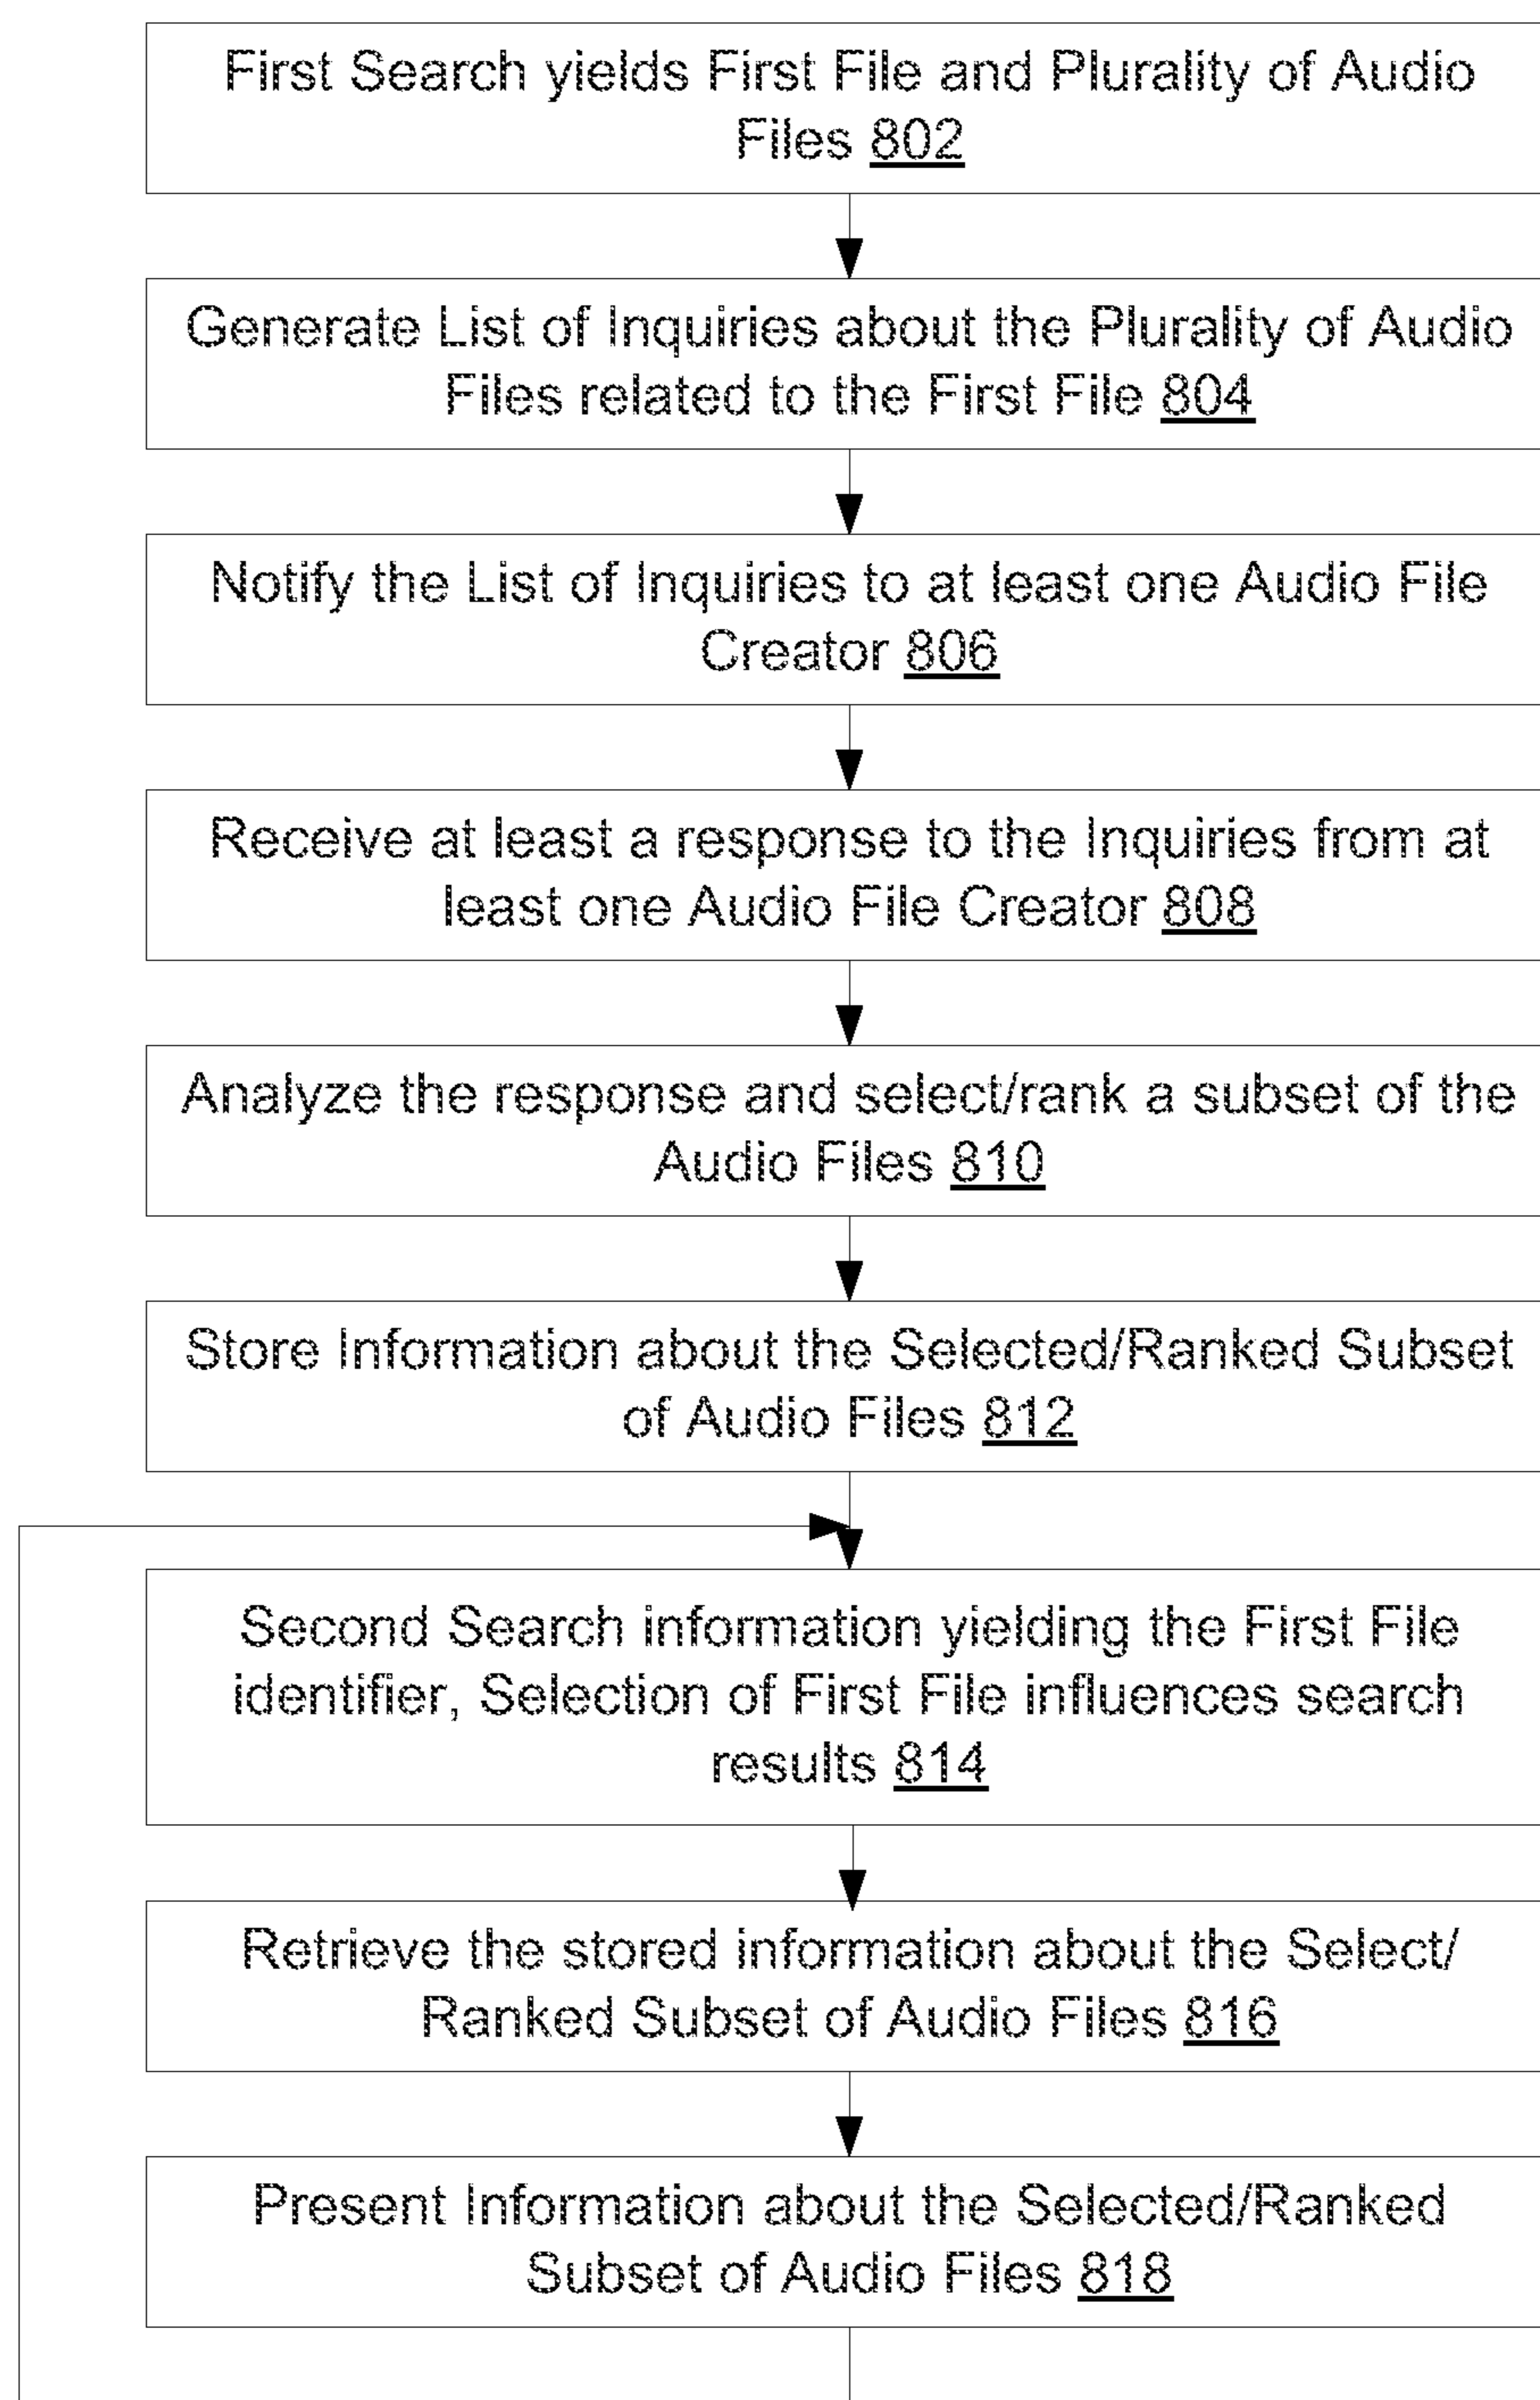 First Search yields First File and Plurality of Audio
Files 802
Generate List of Inquiries about the Plurality of Audio
Files related to the First File 804
Notify the List of Inquiries to at least one Audio File
Creator 806
Receive at least a response to the Inquiries from at
least one Audio File Creator 808
Analyze the response and select/rank a subset of the
Audio Files 810
Store Information about the Selected/Ranked Subset
of Audio Files 812
Second Search information yielding the First File
identifier, Selection of First File influences search
results 814
Retrieve the stored information about the Select/
Ranked Subset of Audio Files 816
Present Information about the Selected/Ranked
Subset of Audio Files 818